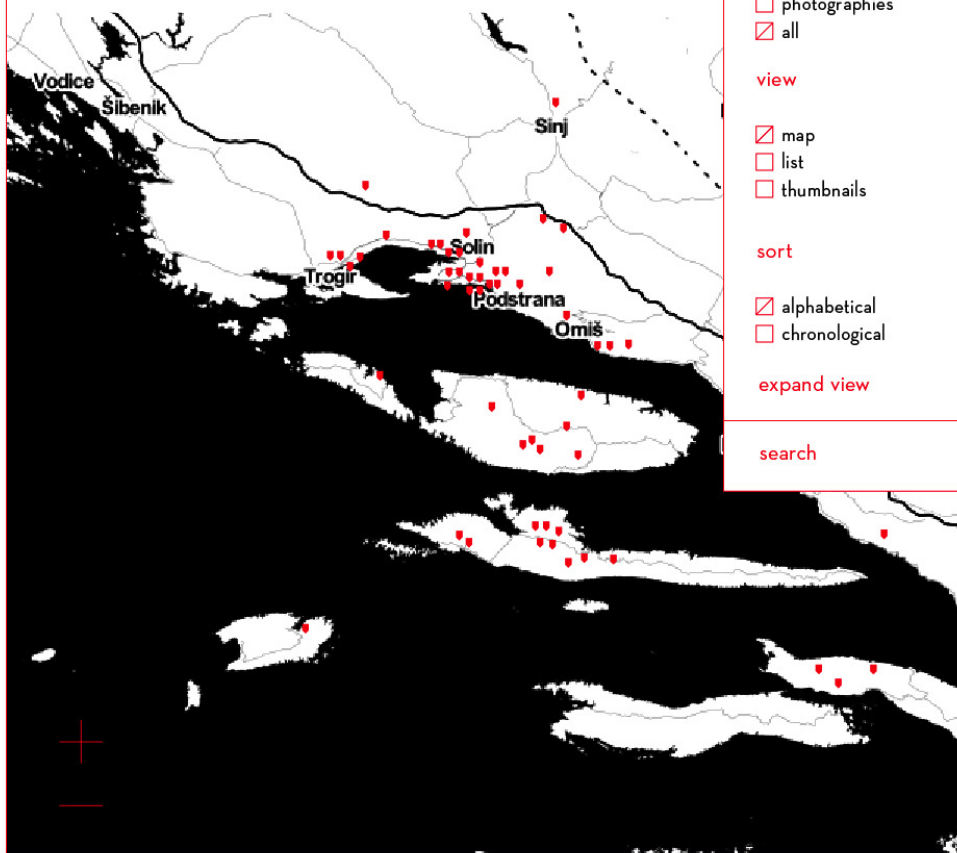 photographies
all
view
map
list
thumbnails
sort
alphabetical
chronological
expand view
search
Vodice
Šibenik
Sinj
Solin
Trogir
Podstrana
Omiš